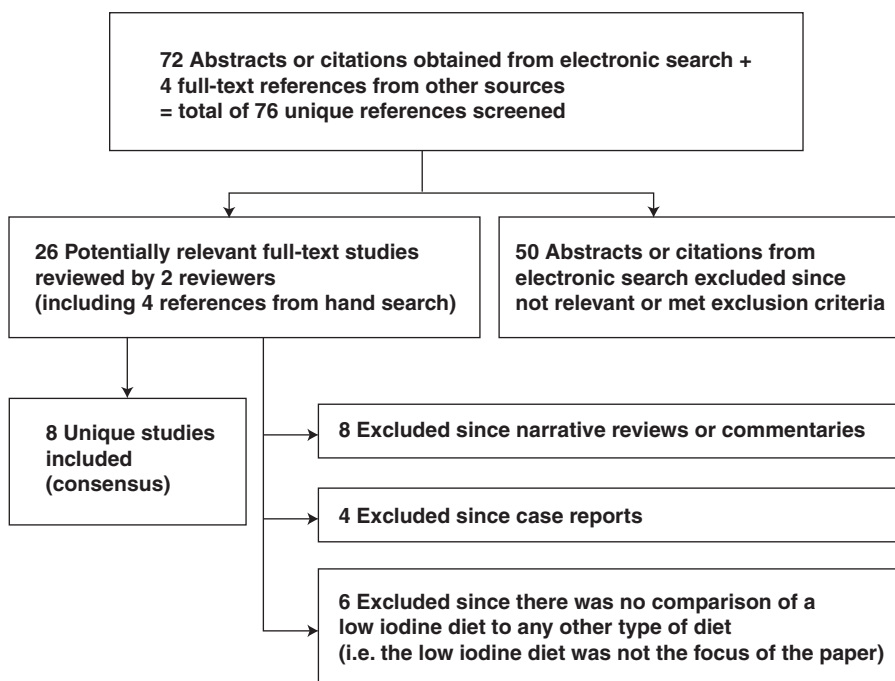 72 Abstracts or citations obtained from electronic search +
4 full-text references from other sources
= total of 76 unique references screened
26 Potentially relevant full-text studies
reviewed by 2 reviewers
(including 4 references from hand search)
50 Abstracts or citations from
electronic search excluded since
not relevant or met exclusion criteria
8 Unique studies
included
(consensus)
8 Excluded since narrative reviews or commentaries
4 Excluded since case reports
6 Excluded since there was no comparison of a
low iodine diet to any other type of diet
(i.e. the low iodine diet was not the focus of the paper)